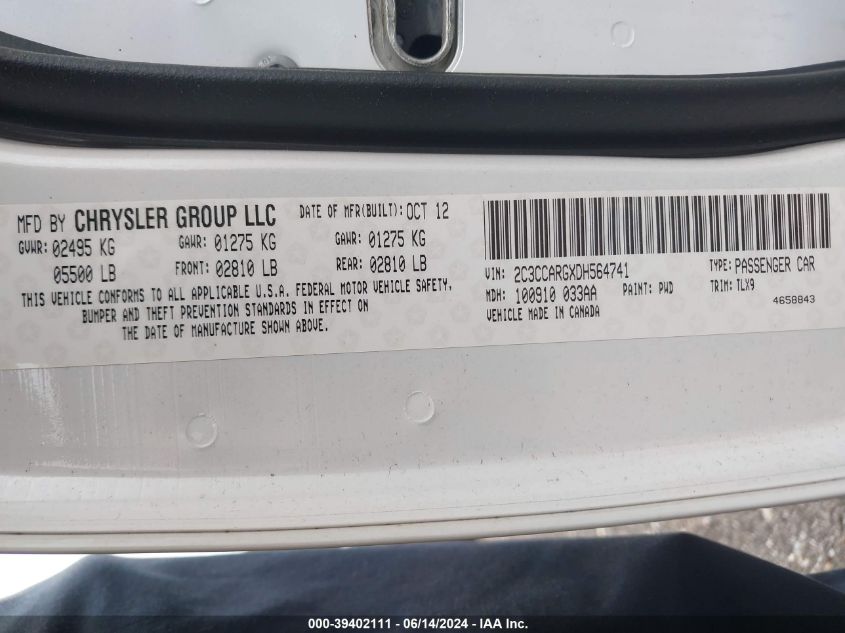 MFD BY CHRYSLER GROUP LLC
DATE OF MFR(BUILT): OCT 12
GVWR: 02495 KG GAWR: 01275 KG GAWR: 01275 KG
05500 LB FRONT: 02810 LB REAR: 02810 LB
THIS VEHICLE CONFORMS TO ALL APPLICABLE U.S.A. FEDERAL MOTOR VEHICLE SAFETY,
BUMPER AND THEFT PREVENTION STANDARDS IN EFFECT ON
THE DATE OF MANUFACTURE SHOWN ABOVE.
VIN: 2C3CCARGXDH564741 TYPE: PASSENGER CAR
MDH: 100910 033AA PAINT: PWD TRIM: TLX9
VEHICLE MADE IN CANADA 4658843
000-39402111 - 06/14/2024 - IAA Inc.